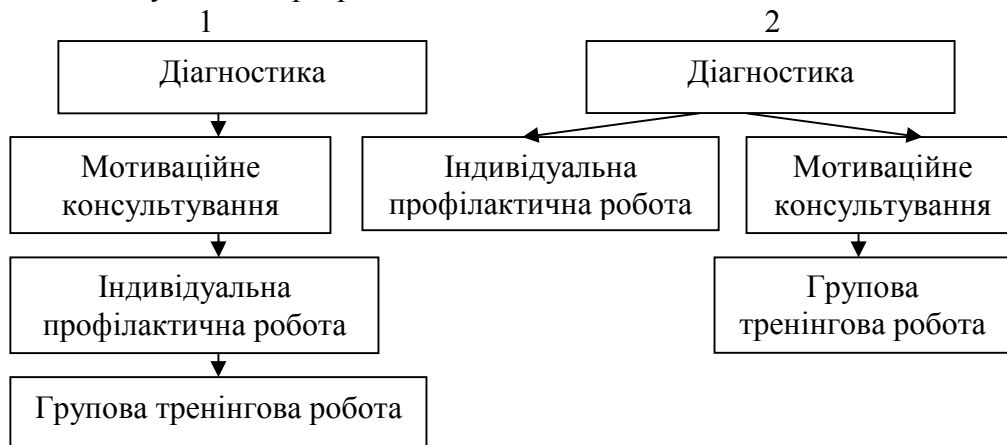 1
Діагностика
Мотиваційне
консультування
Індивідуальна
профілактична робота
Групова тренінгова робота
2
Діагностика
Індивідуальна
профілактична робота
Мотиваційне
консультування
Групова
тренінгова робота